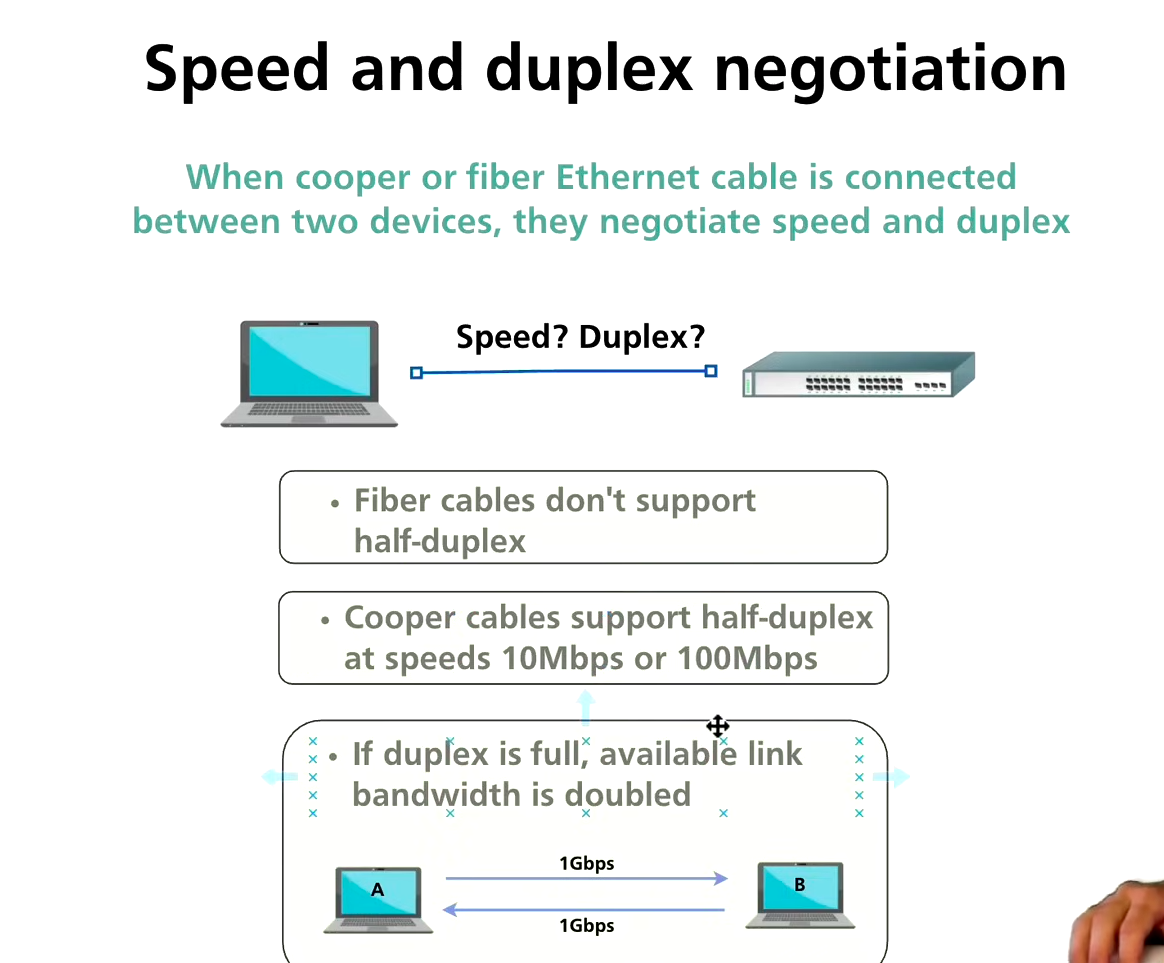 Speed and duplex negotiation
When cooper or fiber Ethernet cable is connected
between two devices, they negotiate speed and duplex
Speed? Duplex?
• Fiber cables don't support
half-duplex
• Cooper cables support half-duplex
at speeds 10Mbps or 100Mbps
• If duplex is full, available link
bandwidth is doubled
1Gbps
A
B
1Gbps